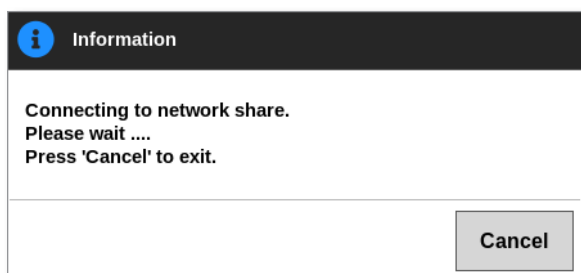 Information
Connecting to network share.
Please wait ....
Press 'Cancel' to exit.
Cancel